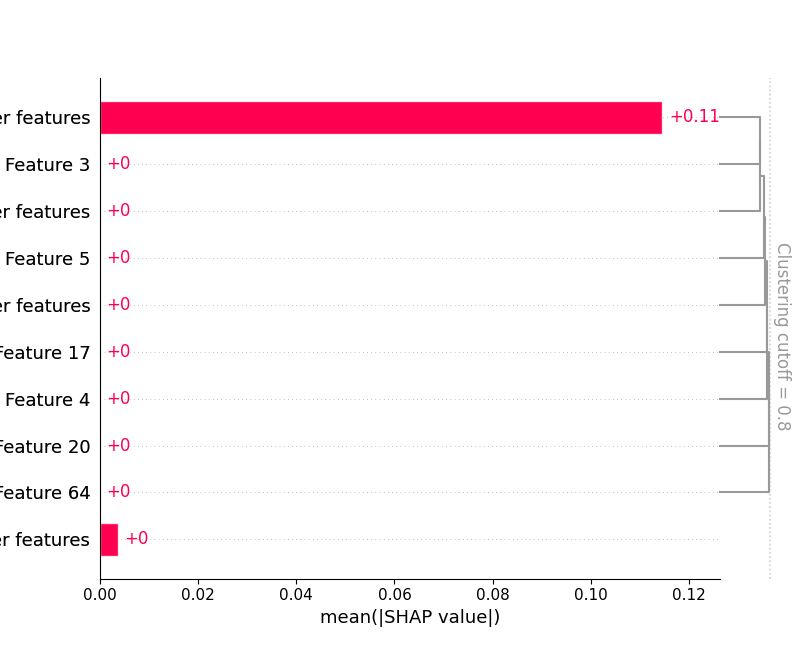 er features
+0.11
Feature 3
+0
er features
+0
Feature 5
+0
er features
+0
Feature 17
+0
Feature 4
+0
Feature 20
+0
Feature 64
+0
er features
+0
Clustering cutoff = 0.8
0.00 0.02 0.04 0.06 0.08 0.10 0.12
mean(|SHAP value|)